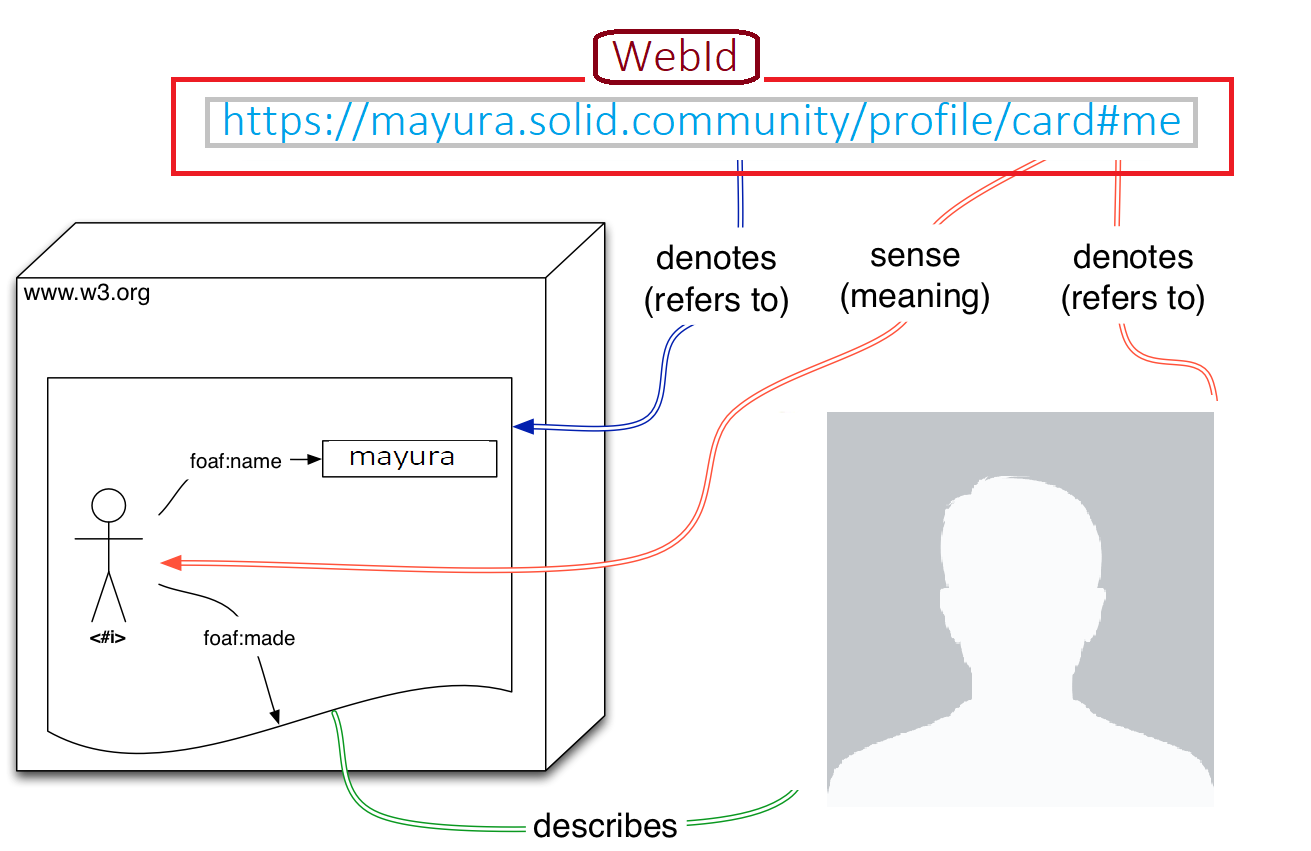 WebId
https://mayura.solid.community/profile/card#me
denotes
(refers to)
sense
(meaning)
denotes
(refers to)
www.w3.org
foaf:name
mayura
<#i>
foaf:made
describes